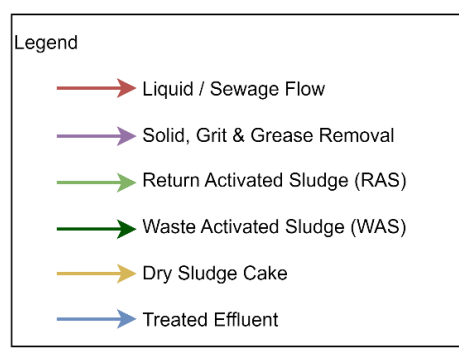 Legend
Liquid / Sewage Flow
Solid, Grit & Grease Removal
Return Activated Sludge (RAS)
Waste Activated Sludge (WAS)
Dry Sludge Cake
Treated Effluent